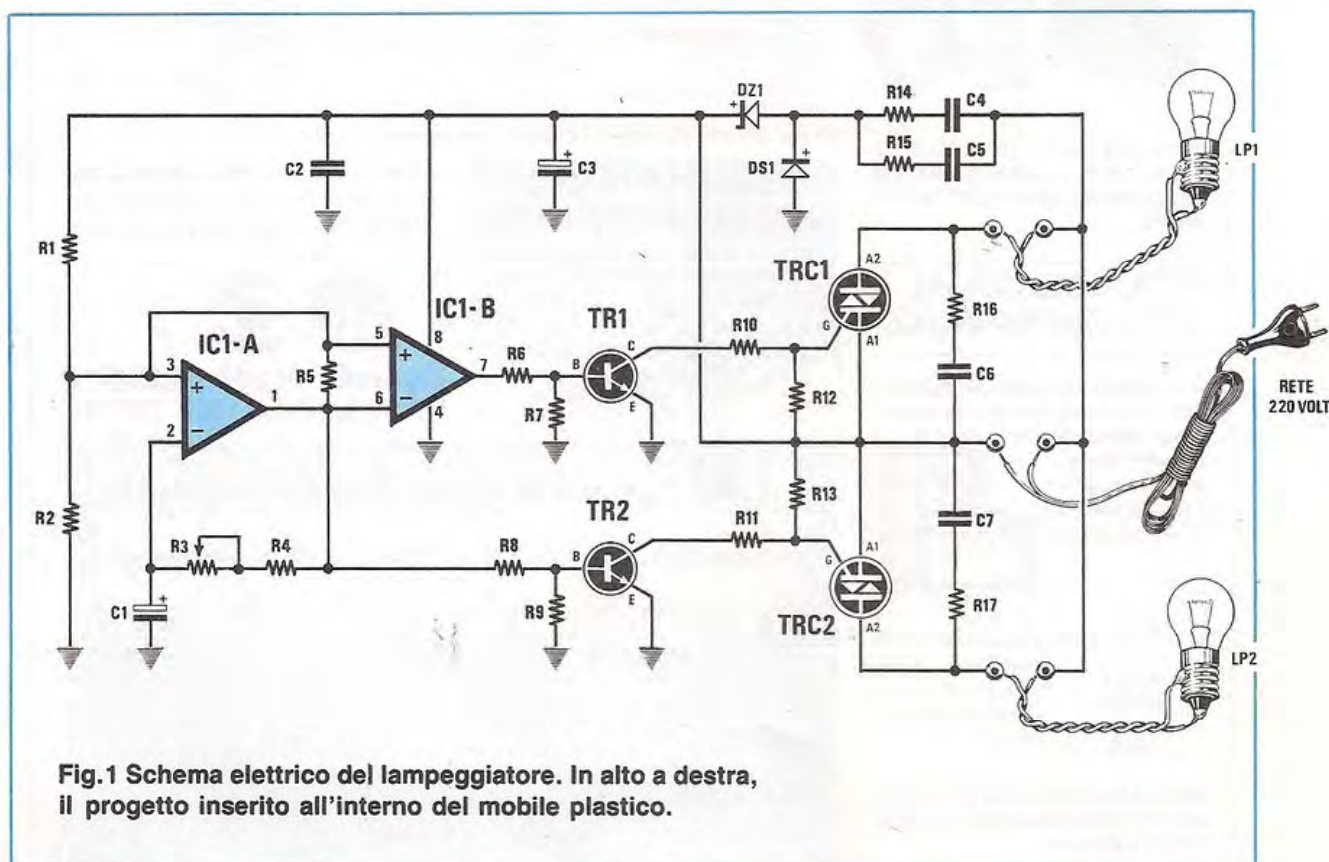 DZ1
R14
C4
R15
C5
LP1
C2
C3
DS1
R1
A2
TRC1
G
A1
R16
IC1-B
TR1
IC1-A
5
8
R10
3
R5
7
R6
B
C
C6
RETE
220 VOLT
1
6
4
R7
E
R12
2
R2
R13
TR2
C7
R3
R4
R8
B
C
R11
A1
G
C1
R9
E
TRC2
A2
R17
LP2
Fig.1 Schema elettrico del lampeggiatore. In alto a destra,
il progetto inserito all'interno del mobile plastico.